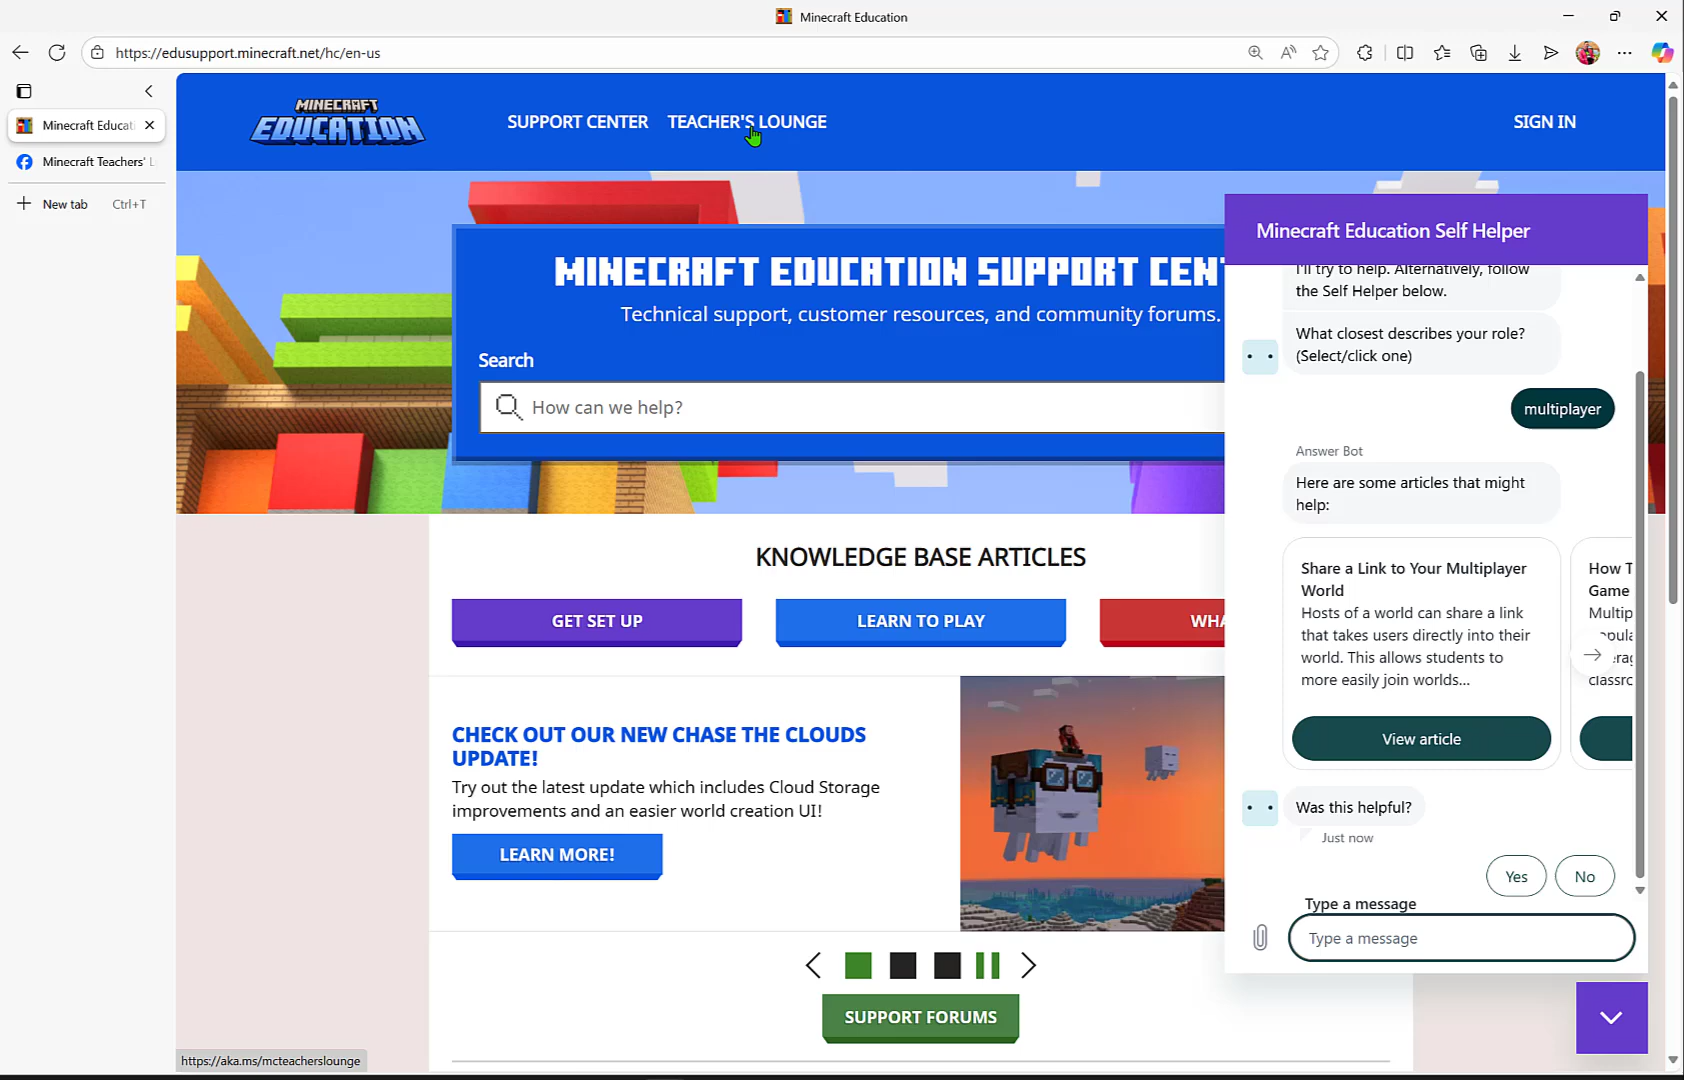 Minecraft Education
https://edusupport.minecraft.net/hc/en-us
Minecraft Educat
Minecraft Teachers' L
New tab Ctrl+T
MINECRAFT
EDUCATION
SUPPORT CENTER TEACHER'S LOUNGE
SIGN IN
MINECRAFT EDUCATION SUPPORT CEN
Technical support, customer resources, and community forums.
Search
How can we help?
KNOWLEDGE BASE ARTICLES
GET SET UP
LEARN TO PLAY
WHA
CHECK OUT OUR NEW CHASE THE CLOUDS
UPDATE!
Try out the latest update which includes Cloud Storage
improvements and an easier world creation UI!
LEARN MORE!
SUPPORT FORUMS
https://aka.ms/mcteacherslounge
Minecraft Education Self Helper
I'll try to help. Alternatively, follow
the Self Helper below.
What closest describes your role?
(Select/click one)
multiplayer
Answer Bot
Here are some articles that might
help:
Share a Link to Your Multiplayer
World
Hosts of a world can share a link
that takes users directly into their
world. This allows students to
more easily join worlds...
View article
How T
Game
Multip
classro
Was this helpful?
Just now
Yes
No
Type a message
Type a message